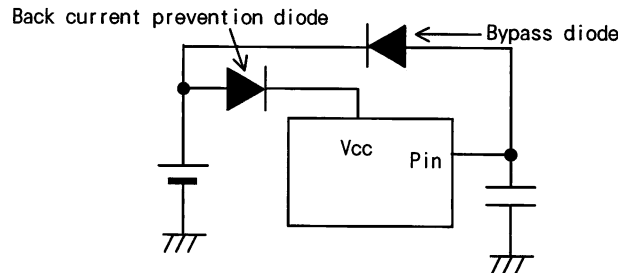 Back current prevention diode
Bypass diode
Vcc
Pin